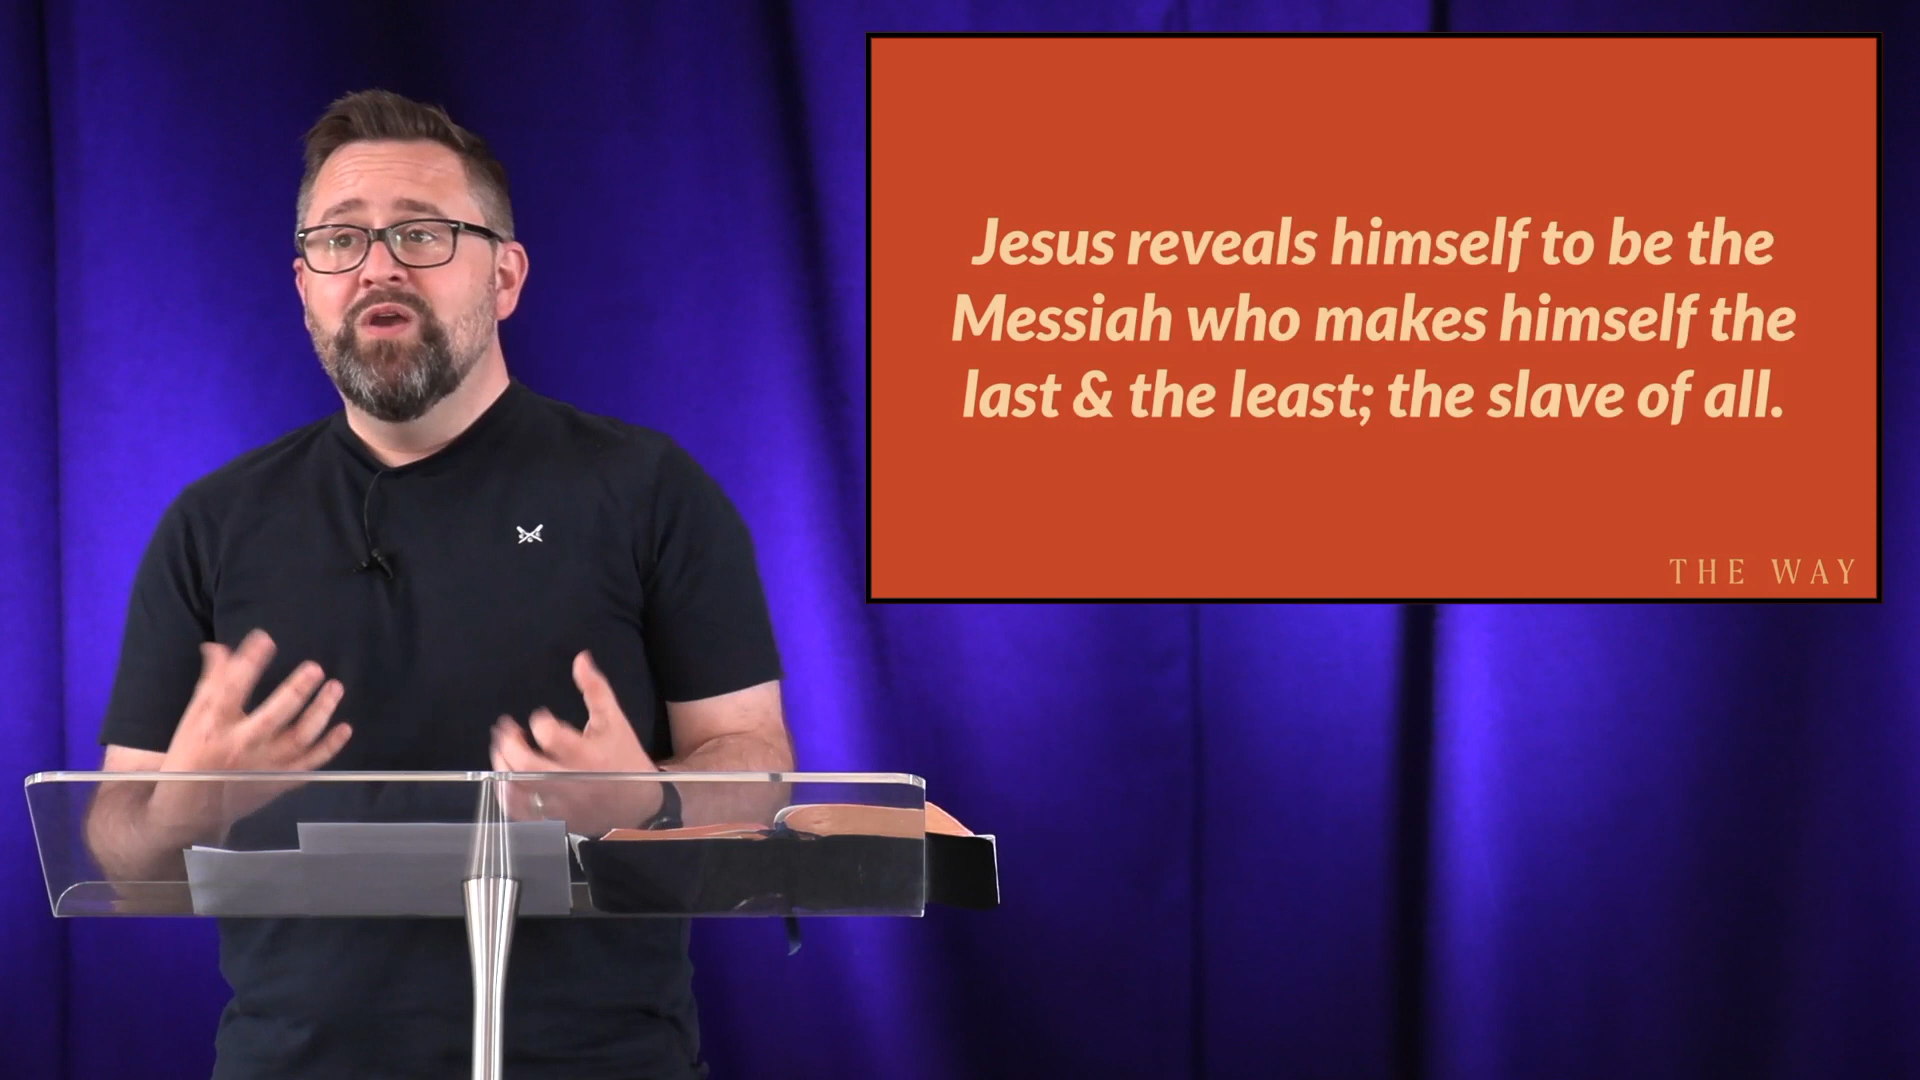 Jesus reveals himself to be the
Messiah who makes himself the
last & the least; the slave of all.
THE WAY